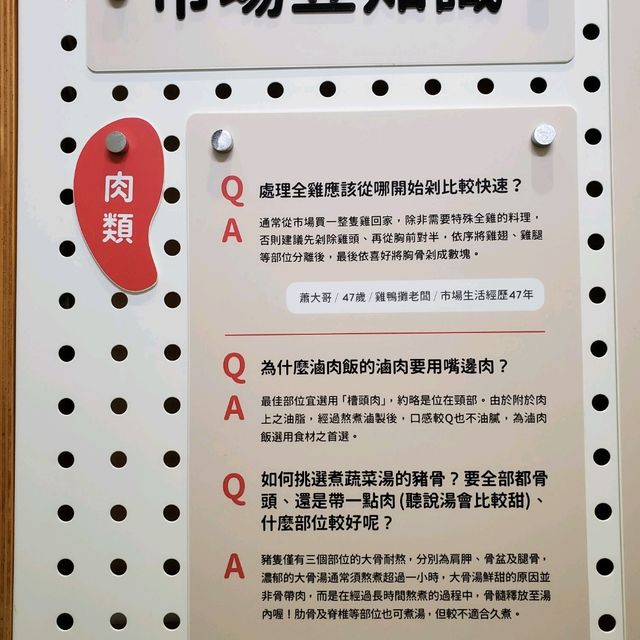 市場豆知識
肉類
Q 處理全雞應該從哪開始剁比較快速？
A 通常從市場買一整隻雞回家，除非需要特殊全雞的料理，
否則建議先剁除雞頭、再從胸前對半，依序將雞翅、雞腿
等部位分離後，最後依喜好將胸骨剁成數塊。
蕭大哥 / 47歲 / 雞鴨攤老闆 / 市場生活經歷47年
Q 為什麼滷肉飯的滷肉要用嘴邊肉？
A 最佳部位宜選用「槽頭肉」，約略是位在頸部。由於附於肉
上之油脂，經過熬煮滷製後，口感較Q也不油膩，為滷肉
飯選用食材之首選。
Q 如何挑選煮蔬菜湯的豬骨？要全部都骨
頭、還是帶一點肉(聽說湯會比較甜)、
什麼部位較好呢？
A 豬隻僅有三個部位的大骨耐熬，分別為肩胛、骨盆及腿骨，
濃郁的大骨湯通常須熬煮超過一小時，大骨湯鮮甜的原因並
非骨帶肉，而是在經過長時間熬煮的過程中，骨髓釋放至湯
內喔！肋骨及脊椎等部位也可煮湯，但較不適合久煮。